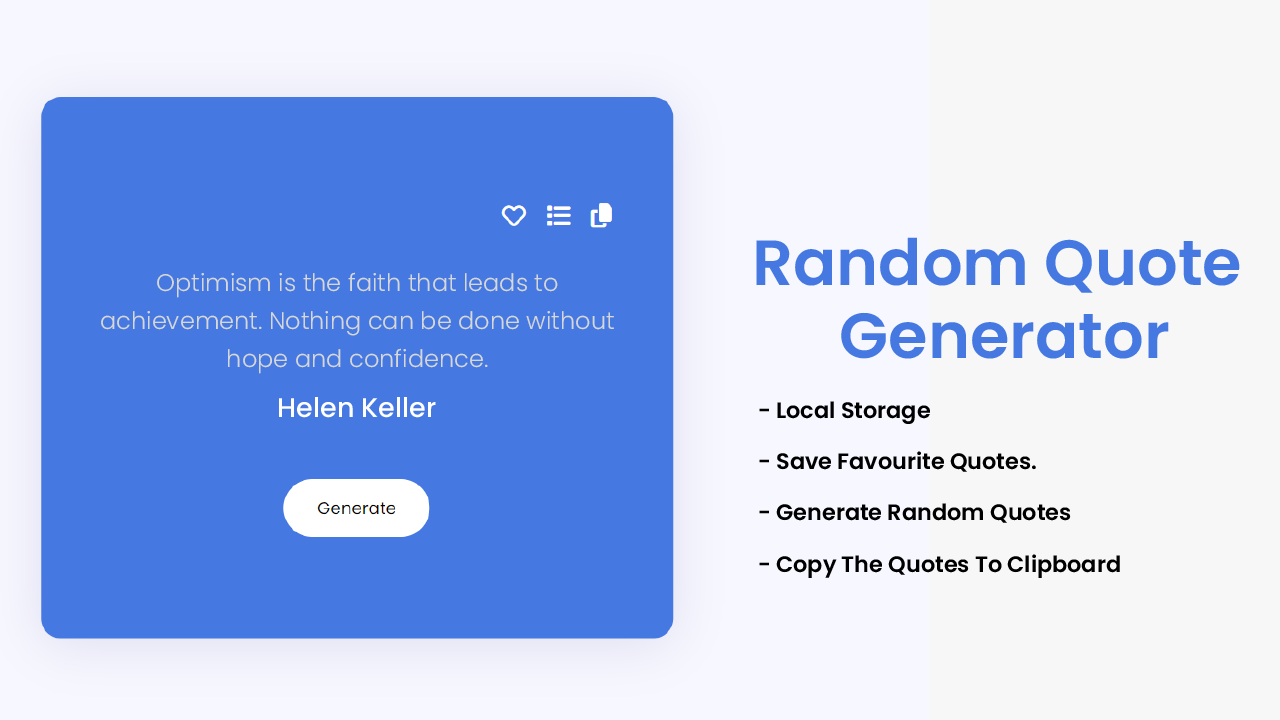 Optimism is the faith that leads to
achievement. Nothing can be done without
hope and confidence.
Helen Keller
Generate
Random Quote
Generator
- Local Storage
- Save Favourite Quotes.
- Generate Random Quotes
- Copy The Quotes To Clipboard